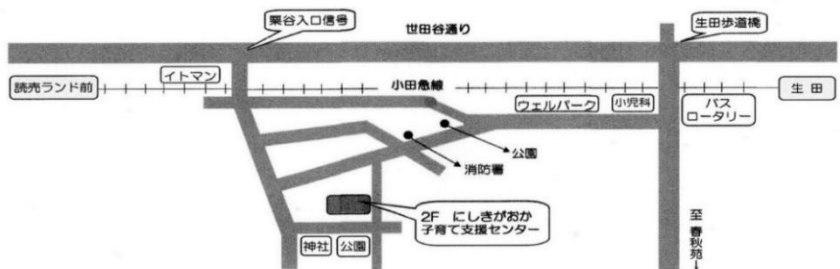 栗谷入口信号
世田谷通り
生田歩道橋
イトマン
読売ランド前
小田急線
ウェルパーク
小児科
バス
ロータリー
生田
公園
消防署
2F にしきがおか
子育て支援センター
神社
公園
至 春秋苑